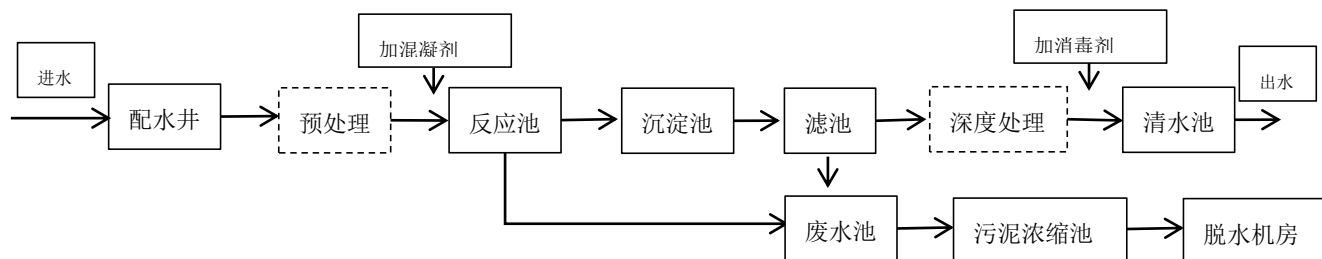 进水
配水井
预处理
加混凝剂
反应池
沉淀池
滤池
深度处理
加消毒剂
清水池
出水
废水池
污泥浓缩池
脱水机房